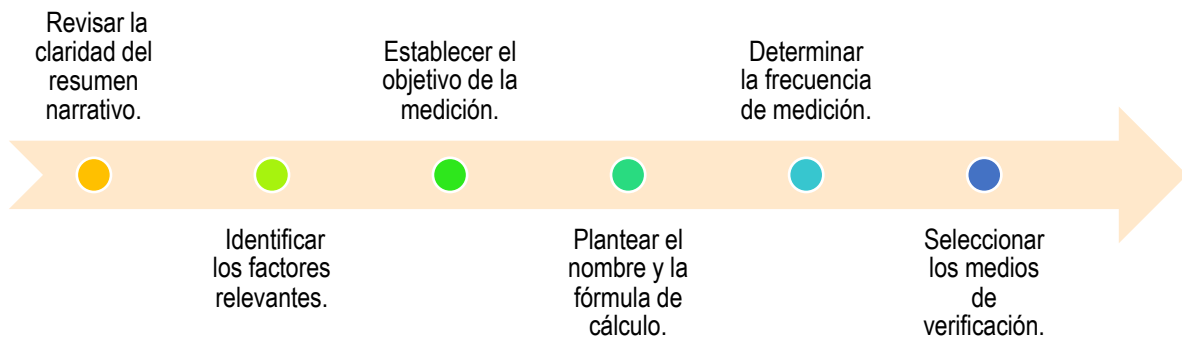 Revisar la
claridad del
resumen
narrativo.
Identificar
los factores
relevantes.
Establecer el
objetivo de la
medición.
Plantear el
nombre y la
fórmula de
cálculo.
Determinar
la frecuencia
de medición.
Seleccionar
los medios
de
verificación.